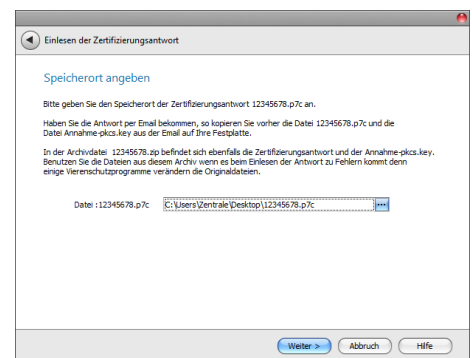 Einlesen der Zertifizierungsantwort
Speicherort angeben
Bitte geben Sie den Speicherort der Zertifizierungsantwort 12345678.p7c an.
Haben Sie die Antwort per Email bekommen, so kopieren Sie vorher die Datei 12345678.p7c und die
Datei Annahme-pkcs.key aus der Email auf Ihre Festplatte.
In der Archivdatei 12345678.zip befindet sich ebenfalls die Zertifizierungsantwort und der Annahme-pkcs.key.
Benutzen Sie die Dateien aus diesem Archiv wenn es beim Einlesen der Antwort zu Fehlern kommt denn
einige Vierenschutzprogramme verändern die Originaldateien.
Datei :12345678.p7c C:\Users\Zentrale\Desktop\12345678.p7c ...
Weiter > Abbruch Hilfe